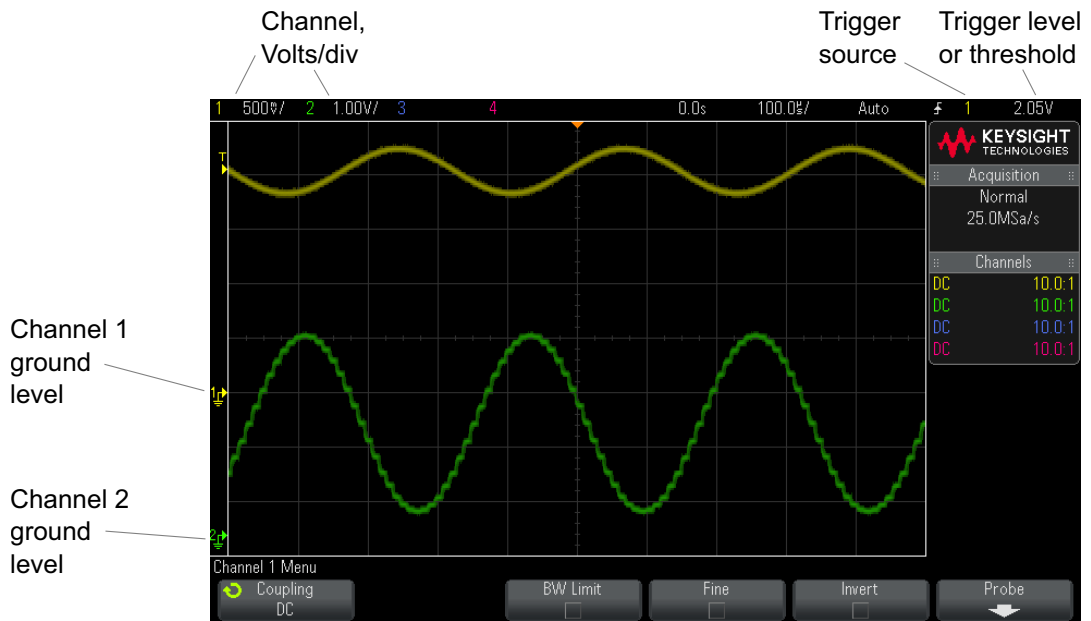 Channel,
Volts/div
Trigger
source
Trigger level
or threshold
1 500mV/ 2 1.00V/ 3 4 0.0s 100.0us/ Auto 1 2.05V
T
KEYSIGHT
TECHNOLOGIES
Acquisition
Normal
25.0MSa/s
Channels
DC 10.0:1
DC 10.0:1
DC 10.0:1
DC 10.0:1
Channel 1
ground
level
1
Channel 2
ground
level
2
Channel 1 Menu
Coupling
DC
BW Limit
Fine
Invert
Probe